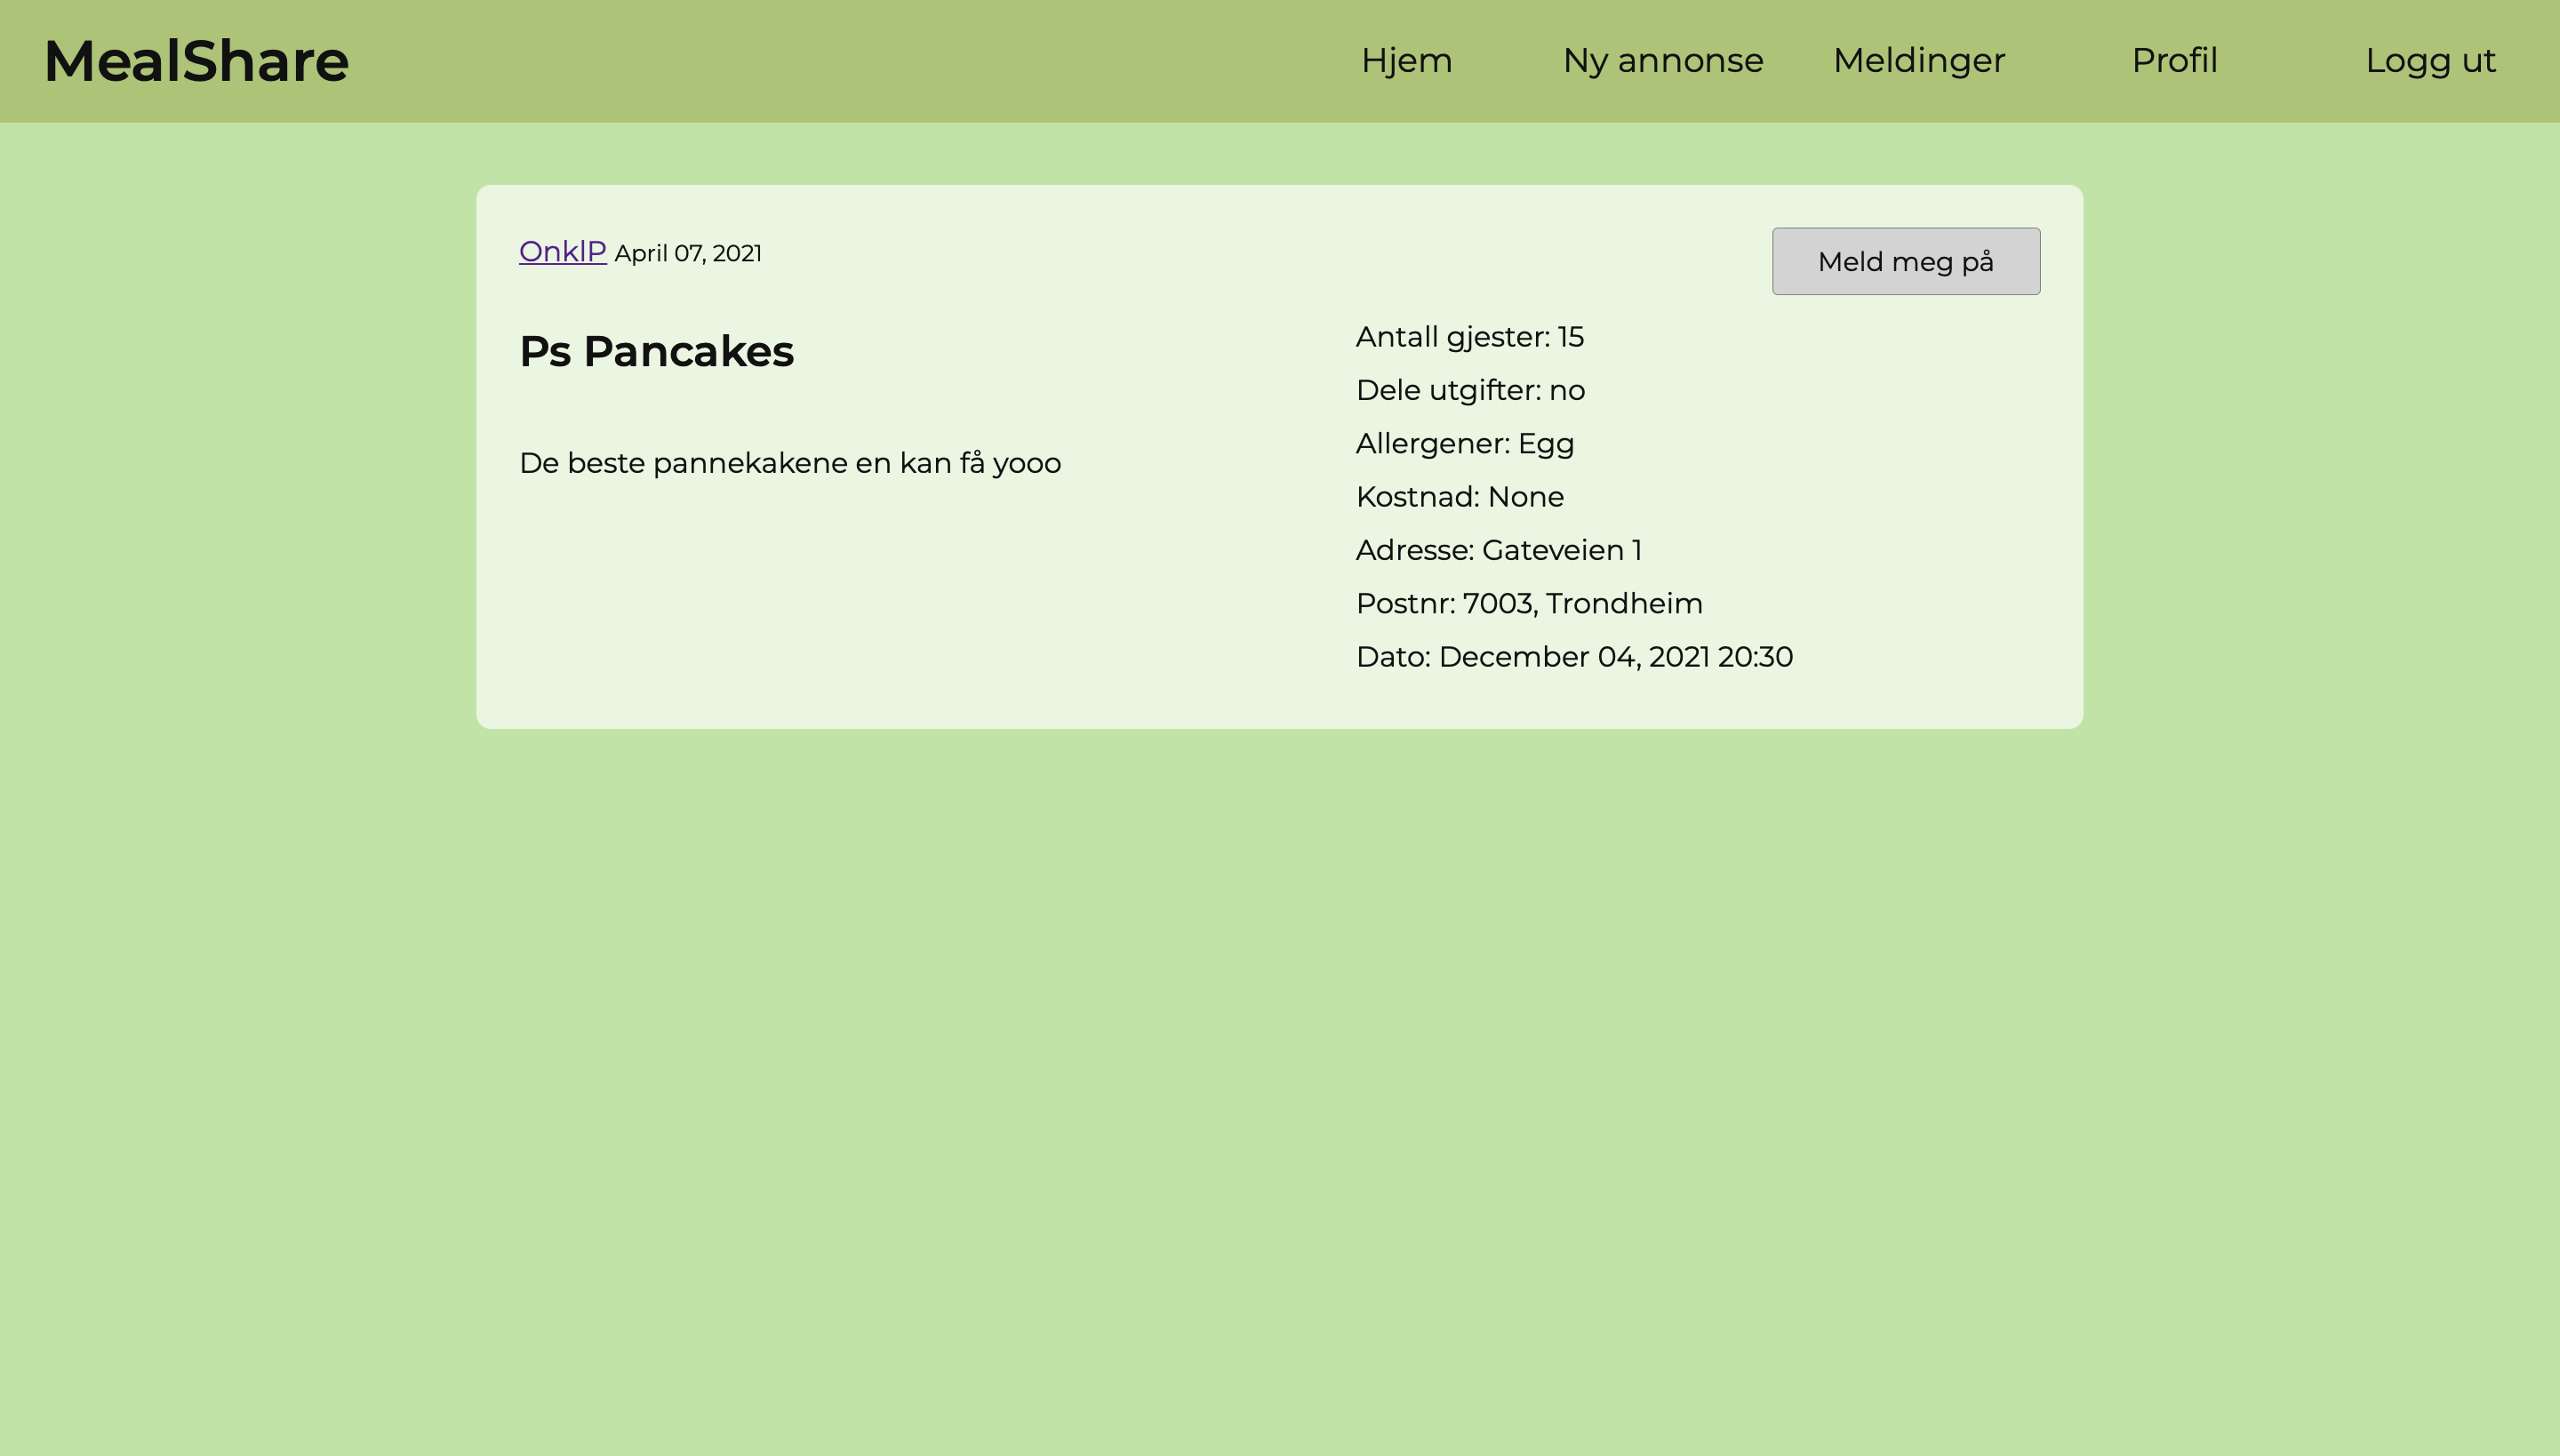 MealShare
Hjem
Ny annonse
Meldinger
Profil
Logg ut
OnklP April 07, 2021
Meld meg på
Ps Pancakes
De beste pannekakene en kan få yooo
Antall gjester: 15
Dele utgifter: no
Allergener: Egg
Kostnad: None
Adresse: Gateveien 1
Postnr: 7003, Trondheim
Dato: December 04, 2021 20:30